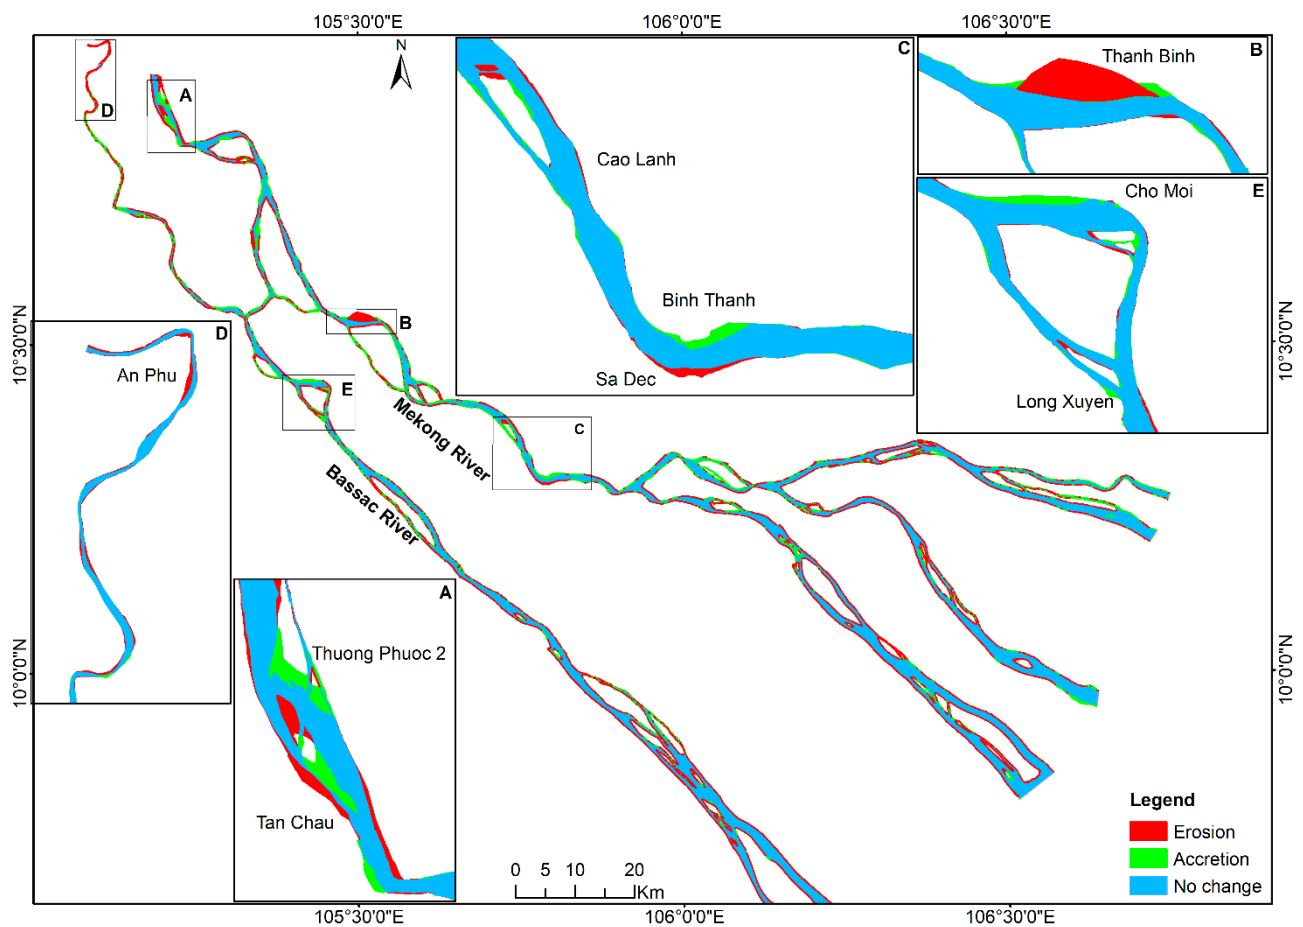 105°30'0"E
106°0'0"E
106°30'0"E
N
C
B
Thanh Binh
D
A
Cao Lanh
Cho Moi
E
Binh Thanh
B
D
10°30'0"N
10°30'0"N
An Phu
Sa Dec
E
Long Xuyen
C
Mekong River
Bassac River
A
Thuong Phuoc 2
10°0'0"N
10°0'0"N
Tan Chau
Legend
Erosion
Accretion
No change
0 5 10 20
Km
105°30'0"E
106°0'0"E
106°30'0"E